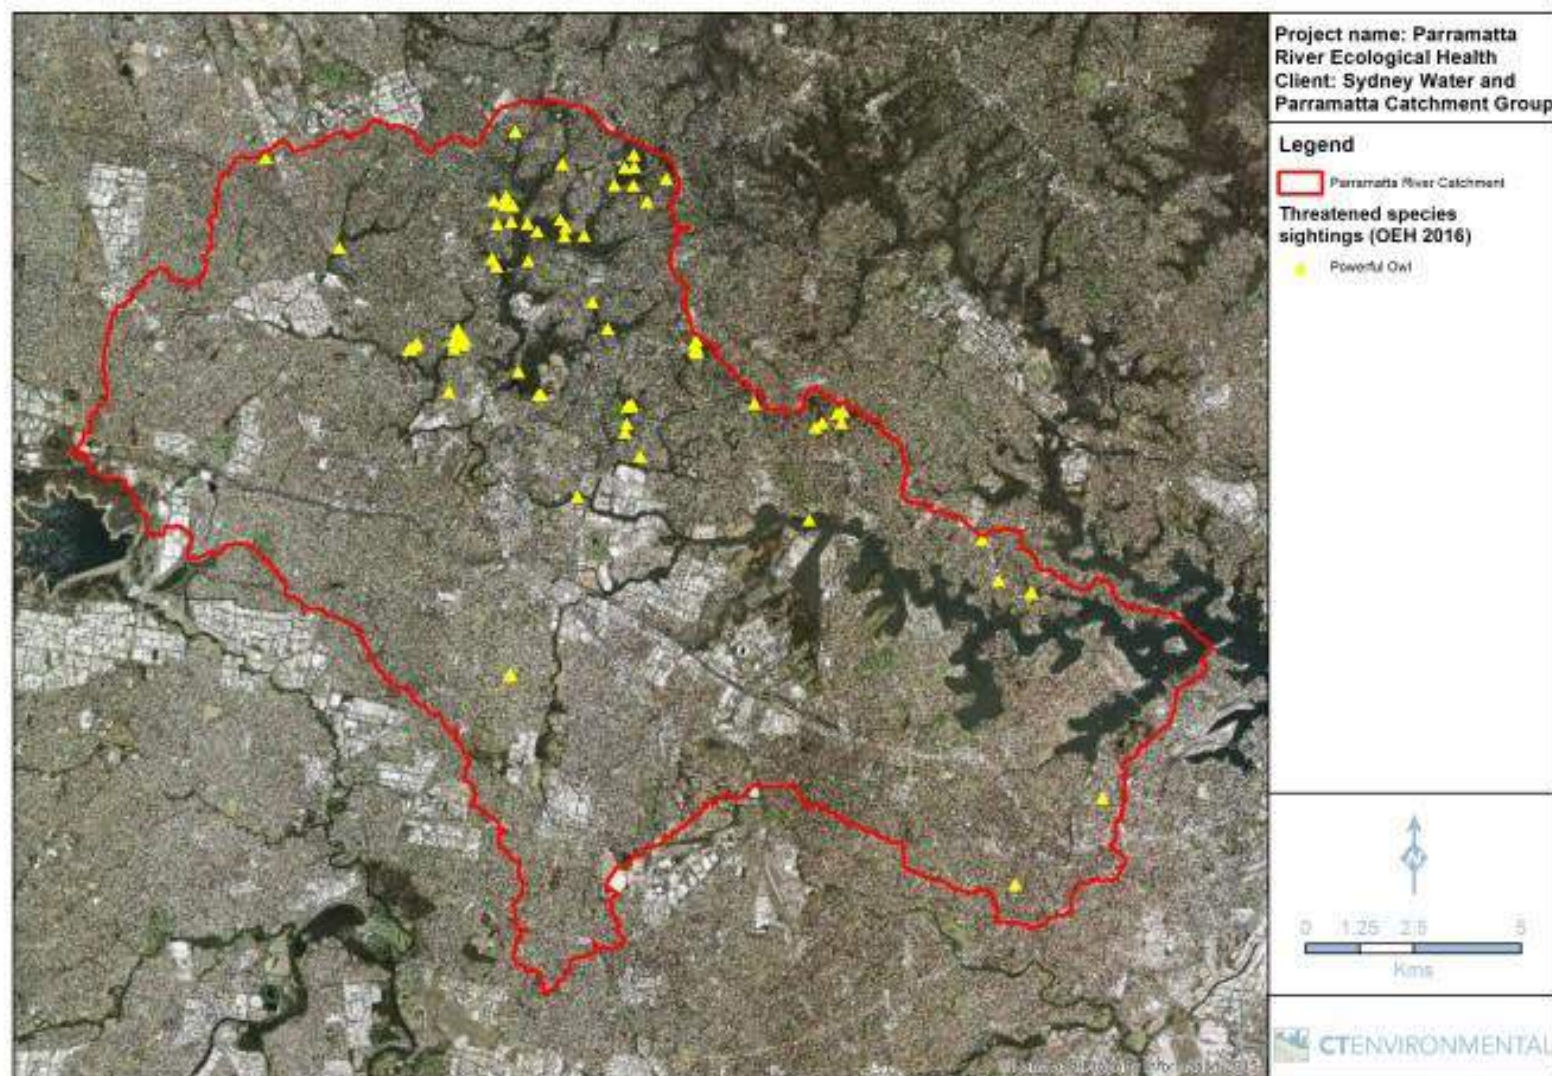 Project name: Parramatta
River Ecological Health
Client: Sydney Water and
Parramatta Catchment Group
Legend
Parramatta River Catchment
Threatened species
sightings (OEH 2016)
Powerful Owl
N
0 1.25 2.5 5
Kms
CTENVIRONMENTAL